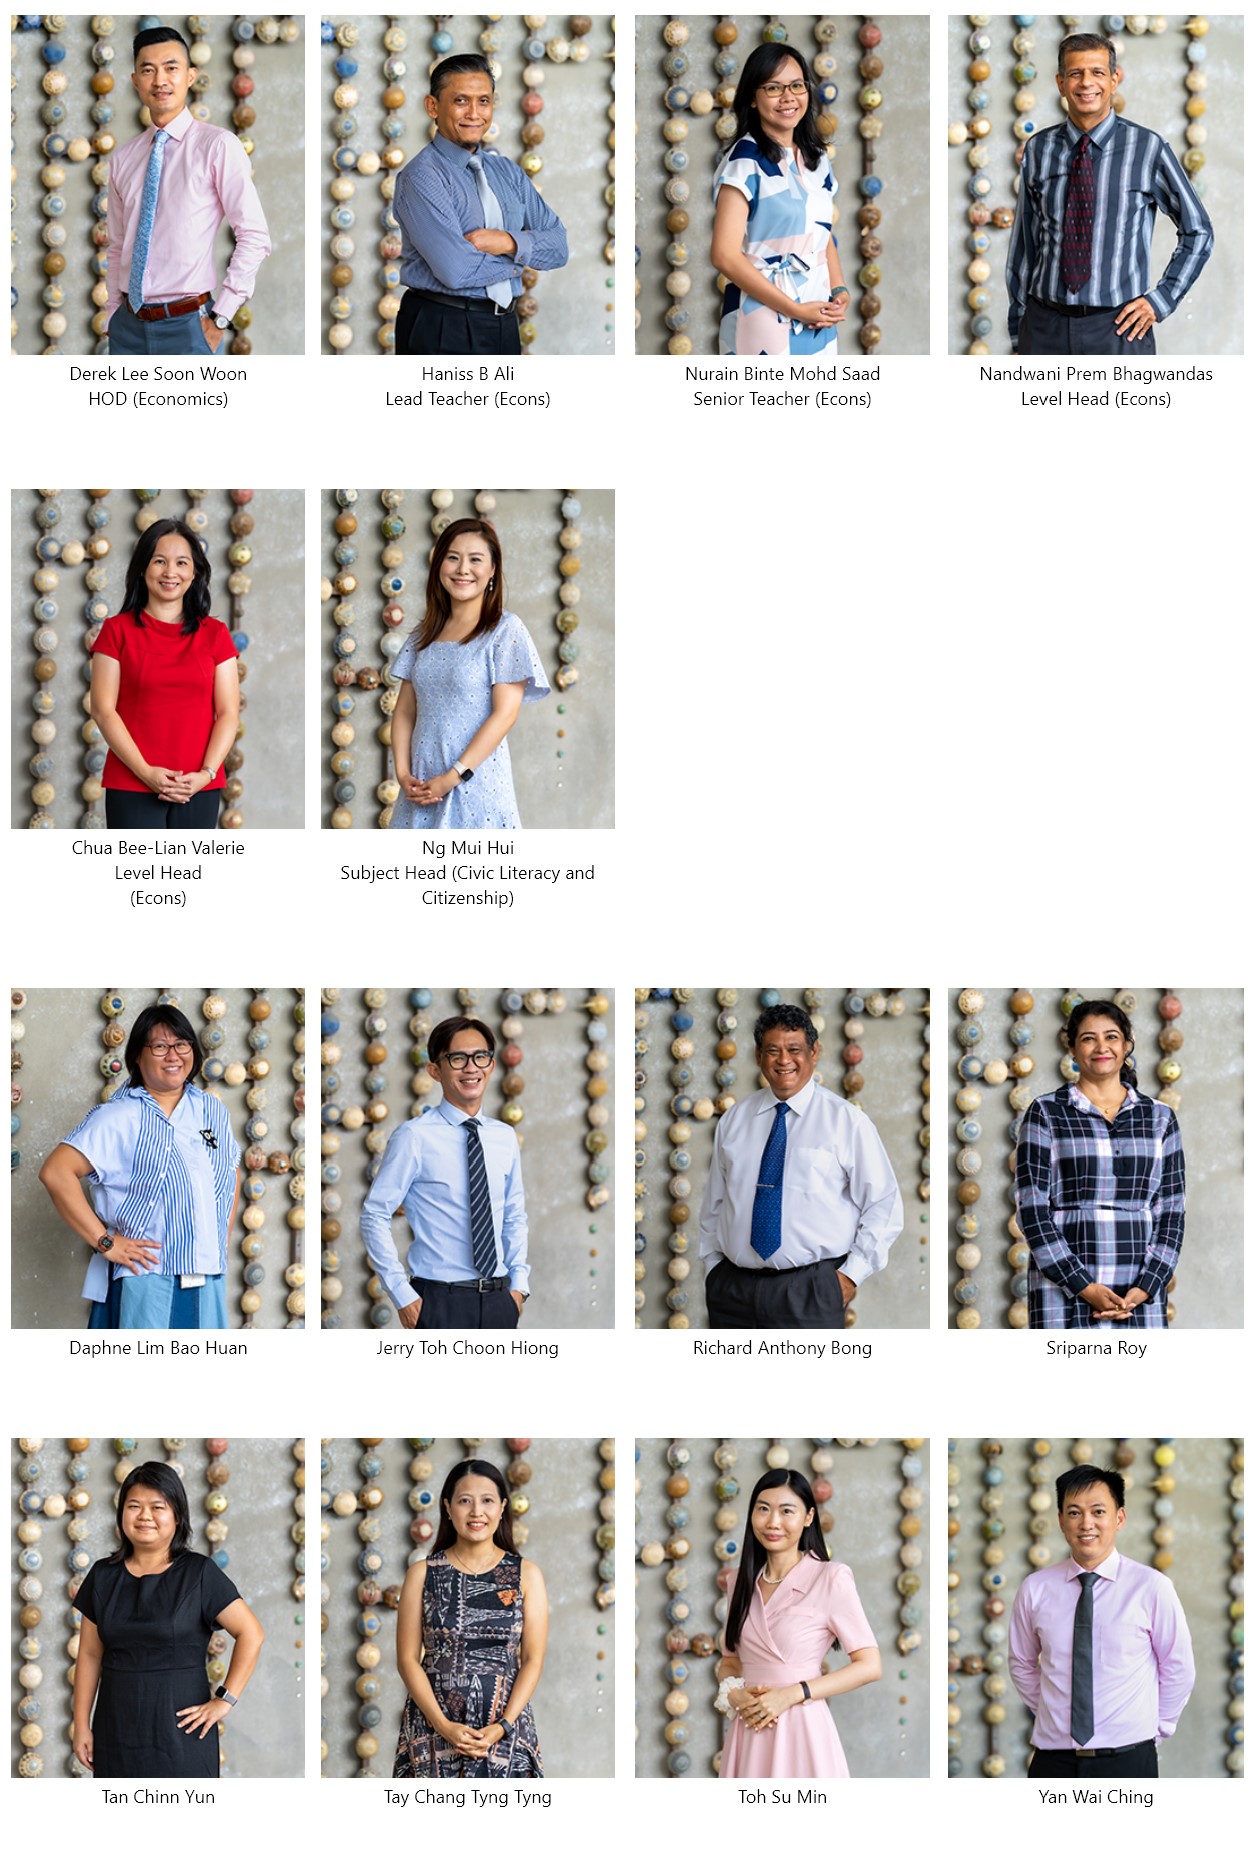 Derek Lee Soon Woon
HOD (Economics)
Haniss B Ali
Lead Teacher (Econs)
Nurain Binte Mohd Saad
Senior Teacher (Econs)
Nandwani Prem Bhagwandas
Level Head (Econs)
Chua Bee-Lian Valerie
Level Head
(Econs)
Ng Mui Hui
Subject Head (Civic Literacy and
Citizenship)
Daphne Lim Bao Huan
Jerry Toh Choon Hiong
Richard Anthony Bong
Sriparna Roy
Tan Chinn Yun
Tay Chang Tyng Tyng
Toh Su Min
Yan Wai Ching